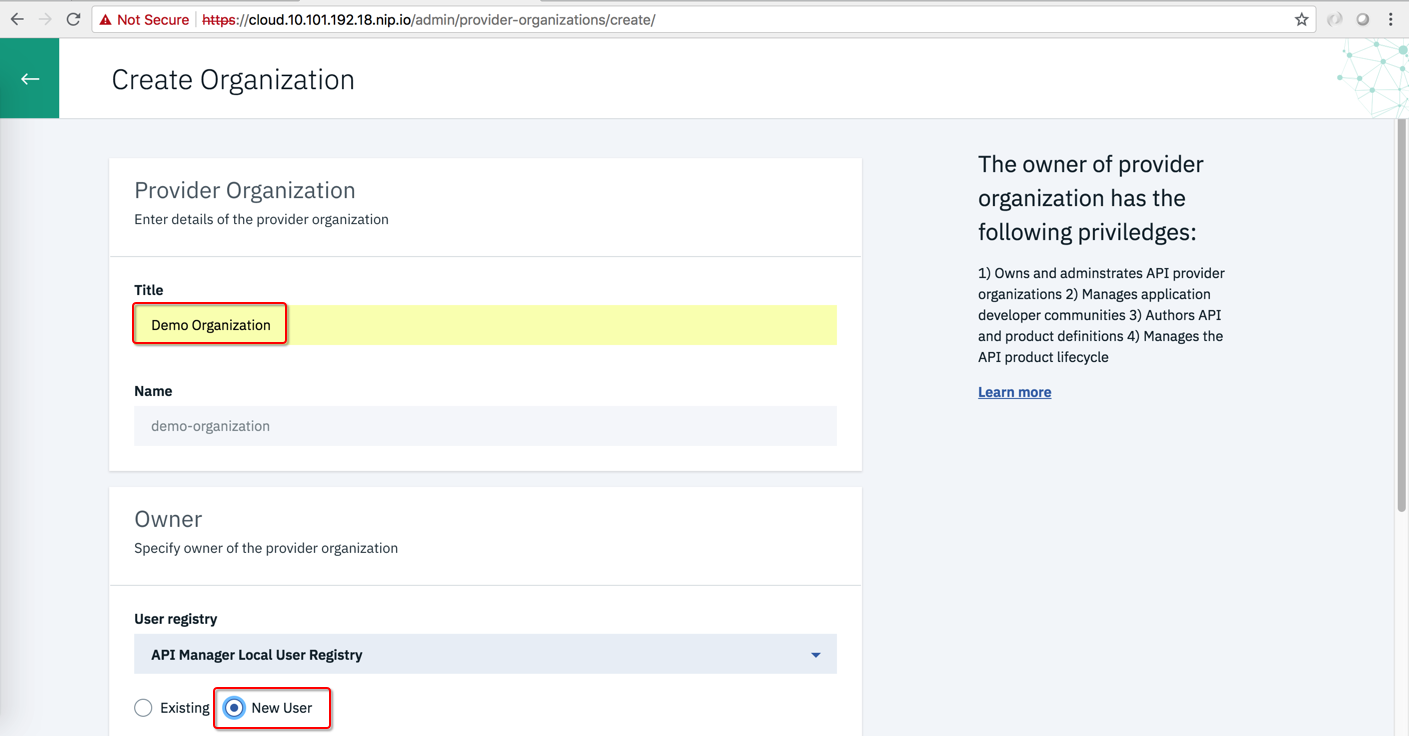 Not Secure https://cloud.10.101.192.18.nip.io/admin/provider-organizations/create/
Create Organization
Provider Organization
Enter details of the provider organization
Title
Demo Organization
Name
demo-organization
Owner
Specify owner of the provider organization
User registry
API Manager Local User Registry
Existing New User
The owner of provider
organization has the
following priviledges:
1) Owns and adminstrates API provider
organizations 2) Manages application
developer communities 3) Authors API
and product definitions 4) Manages the
API product lifecycle
Learn more